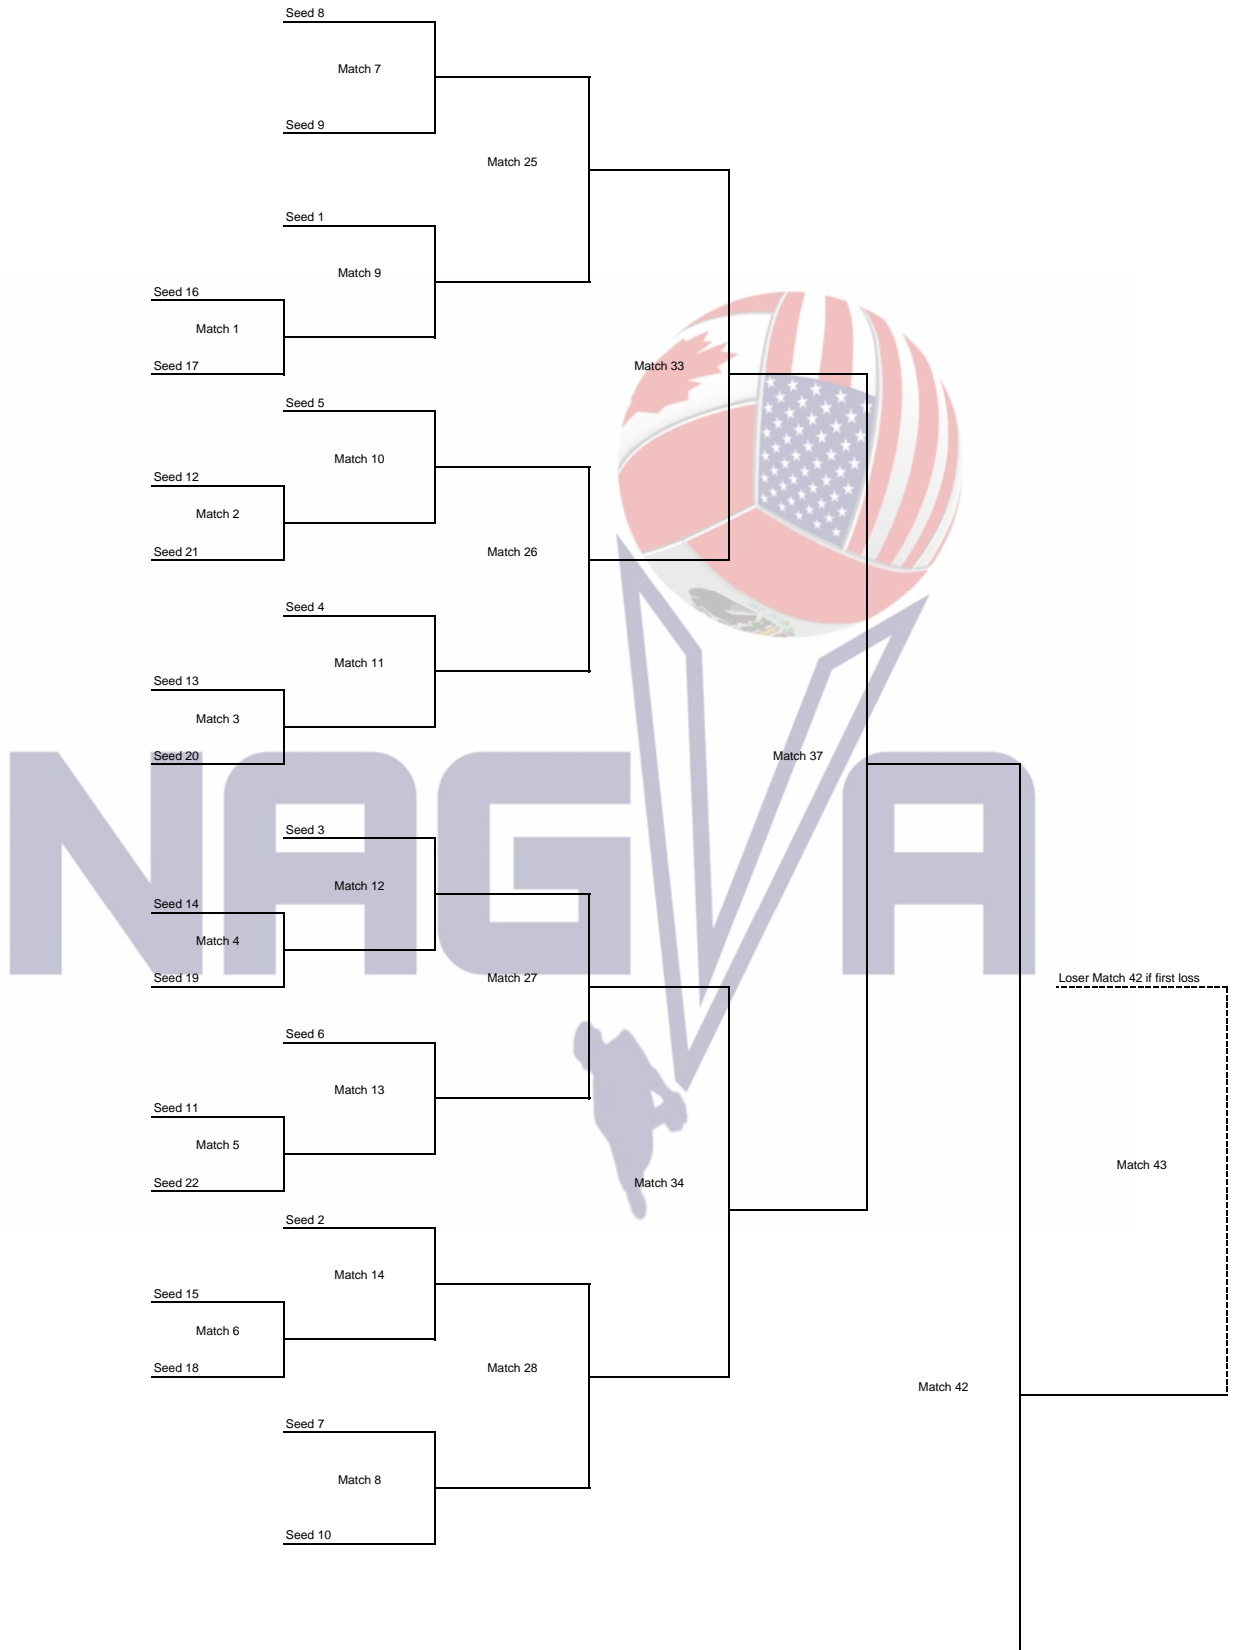 Seed 8
Match 7
Seed 9
Match 25
Seed 1
Match 9
Seed 16
Match 1
Seed 17
Match 33
Seed 5
Match 10
Seed 12
Match 2
Seed 21
Match 26
Seed 4
Match 11
Seed 13
Match 3
Seed 20
Match 37
NAGVA
Seed 3
Match 12
Seed 14
Match 4
Seed 19
Match 27
Loser Match 42 if first loss
Seed 6
Match 13
Seed 11
Match 5
Seed 22
Match 43
Match 34
Seed 2
Match 14
Seed 15
Match 6
Seed 18
Match 28
Match 42
Seed 7
Match 8
Seed 10